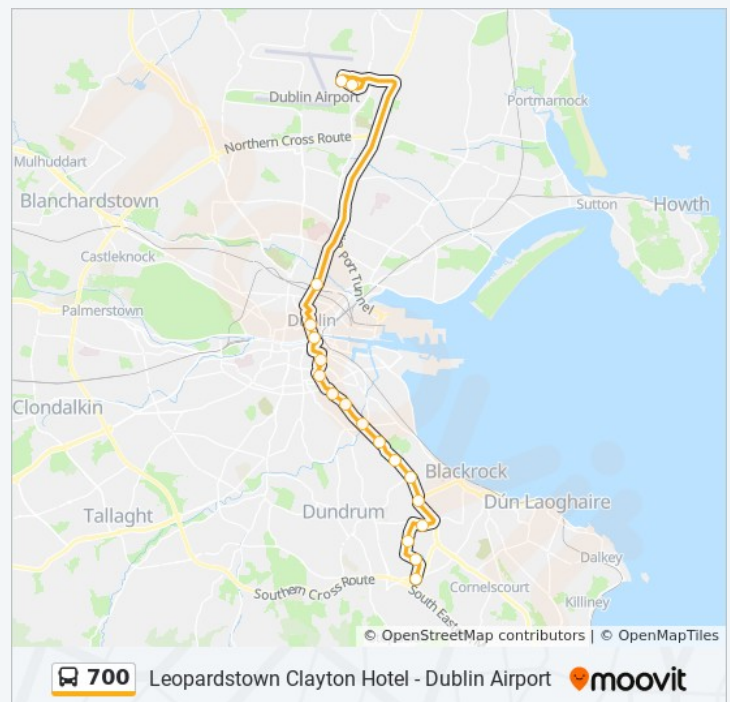 Dublin Airport
Portmarnock
Northern Cross Route
Mulhuddart
Blanchardstown
Sutton
Howth
Castleknock
Port Tunnel
Palmerstown
Dublin
Clondalkin
Blackrock
Dún Laoghaire
Tallaght
Dundrum
Dalkey
Southern Cross Route
Cornelscourt
Killiney
South East
© OpenStreetMap contributors | © OpenMapTiles
700 Leopardstown Clayton Hotel - Dublin Airport moovit